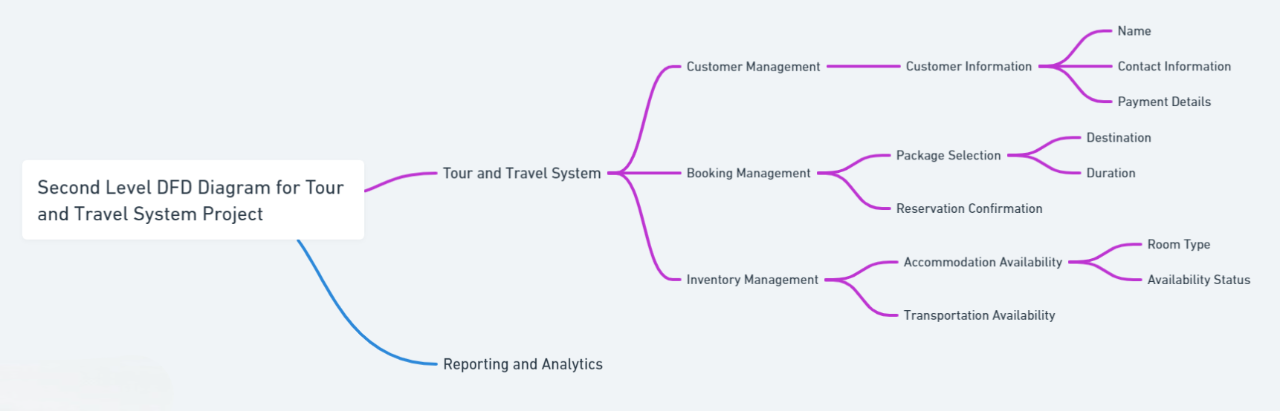 Second Level DFD Diagram for Tour
and Travel System Project
Tour and Travel System
Customer Management
Customer Information
Name
Contact Information
Payment Details
Booking Management
Package Selection
Destination
Duration
Reservation Confirmation
Inventory Management
Accommodation Availability
Room Type
Availability Status
Transportation Availability
Reporting and Analytics